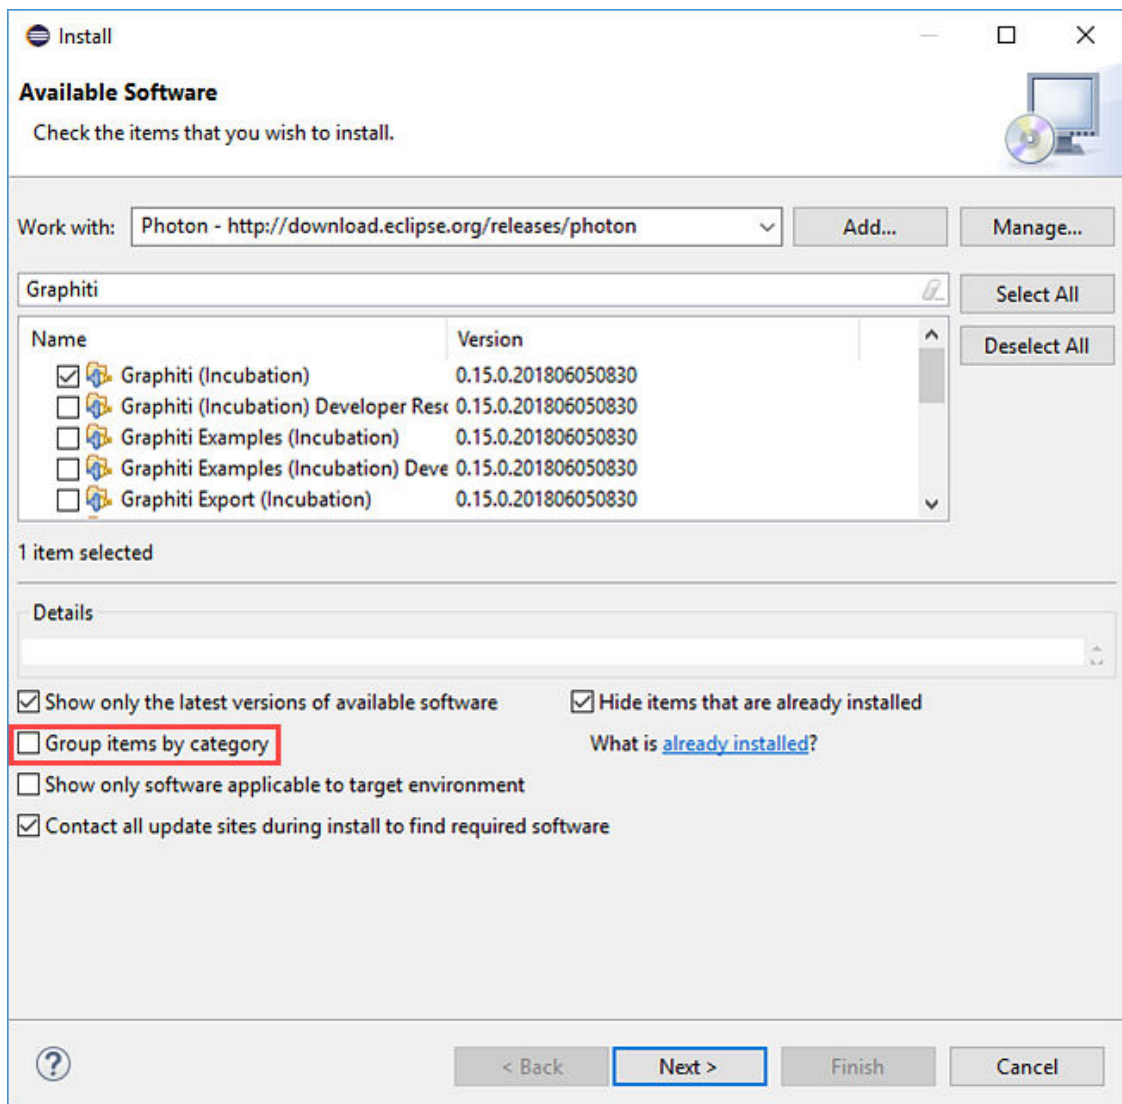 Install
Available Software
Check the items that you wish to install.
Work with: Photon - http://download.eclipse.org/releases/photon Add... Manage...
Graphiti Select All
Deselect All
Name Version
Graphiti (Incubation) 0.15.0.201806050830
Graphiti (Incubation) Developer Resc 0.15.0.201806050830
Graphiti Examples (Incubation) 0.15.0.201806050830
Graphiti Examples (Incubation) Deve 0.15.0.201806050830
Graphiti Export (Incubation) 0.15.0.201806050830
1 item selected
Details
Show only the latest versions of available software Hide items that are already installed
Group items by category What is already installed?
Show only software applicable to target environment
Contact all update sites during install to find required software
? < Back Next > Finish Cancel